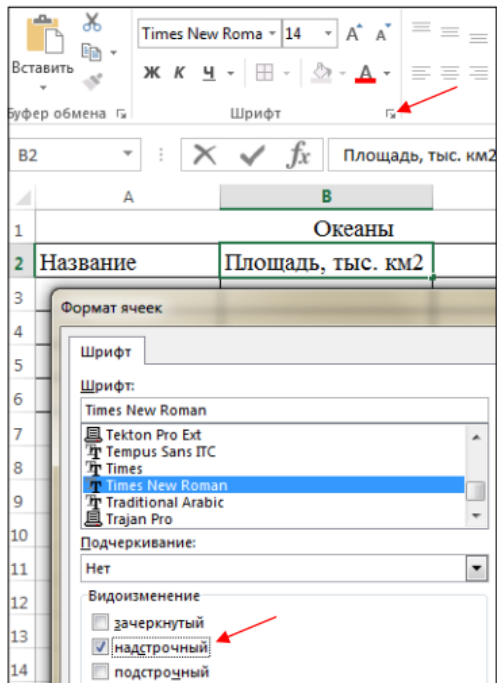 Times New Roma 14 A A
Вставить
Ж К Ч A
Буфер обмена Шрифт
B2 fx Площадь, тыс. км2
A B
1 Океаны
2 Название Площадь, тыс. км2
3
Формат ячеек
4
Шрифт
5
Шрифт:
6
Times New Roman
7 Tekton Pro Ext
Tempus Sans ITC
8 Times
Times New Roman
9 Traditional Arabic
Trajan Pro
10
Подчеркивание:
11 Нет
12 Видоизменение
зачеркнутый
13 надстрочный
14 подстрочный